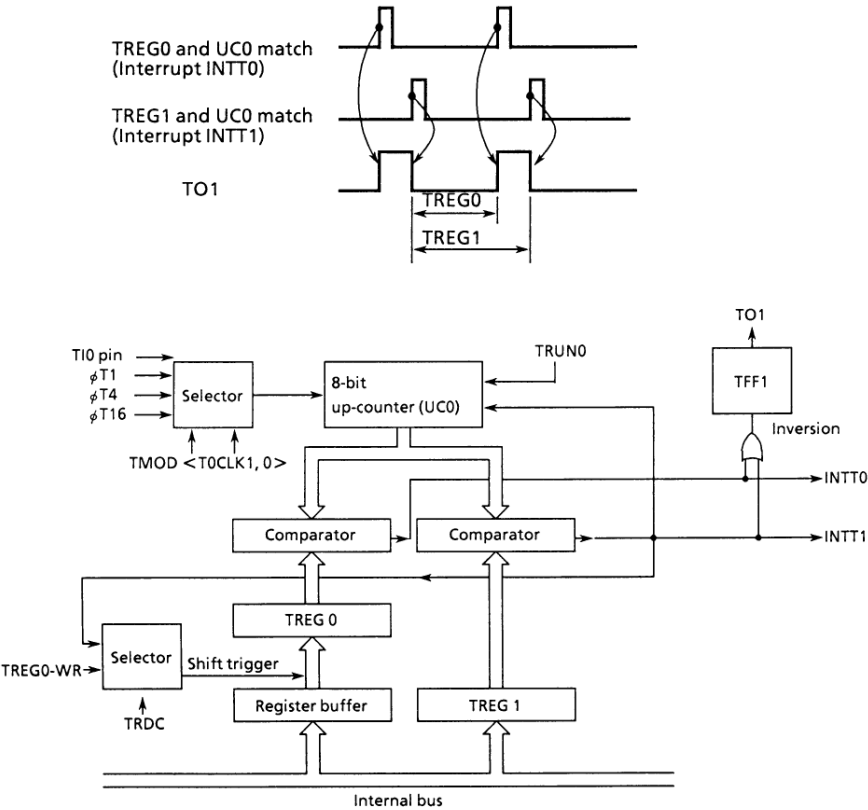 TREG0 and UC0 match
(Interrupt INTT0)
TREG1 and UC0 match
(Interrupt INTT1)
TO1
TREG0
TREG1
TO1
TI0 pin
φT1
φT4
φT16
Selector
8-bit
up-counter (UC0)
TRUN0
TFF1
Inversion
TMOD <T0CLK1, 0>
INTT0
Comparator
Comparator
INTT1
TREG 0
Selector
TREG0-WR
Shift trigger
TRDC
Register buffer
TREG 1
Internal bus